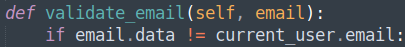 def validate_email(self, email):
    if email.data != current_user.email: